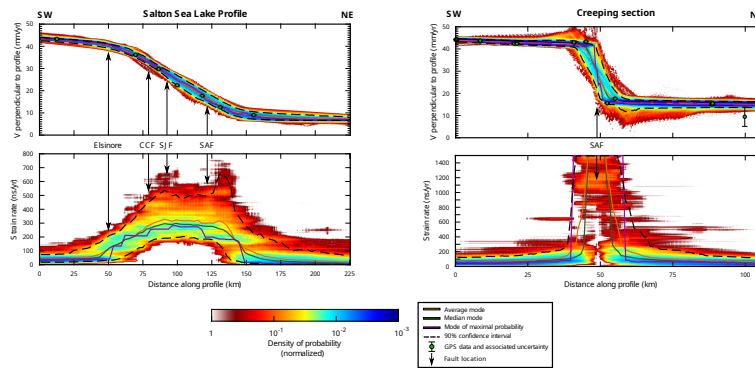 SW Salton Sea Lake Profile NE
V perpendicular to profile (mm/yr)
50
40
30
20
10
0
Elsinore CCF SJF SAF
Strain rate (ns/yr)
800
700
600
500
400
300
200
100
0
0 25 50 75 100 125 150 175 200 225
Distance along profile (km)
SW Creeping section N
V perpendicular to profile (mm/yr)
50
40
30
20
10
0
SAF
Strain rate (ns/yr)
1400
1200
1000
800
600
400
200
0
0 50 100
Distance along profile (km)
1 10-1 10-2 10-3
Density of probability
(normalized)
Average mode
Median mode
Mode of maximal probability
90% confidence interval
GPS data and associated uncertainty
Fault location